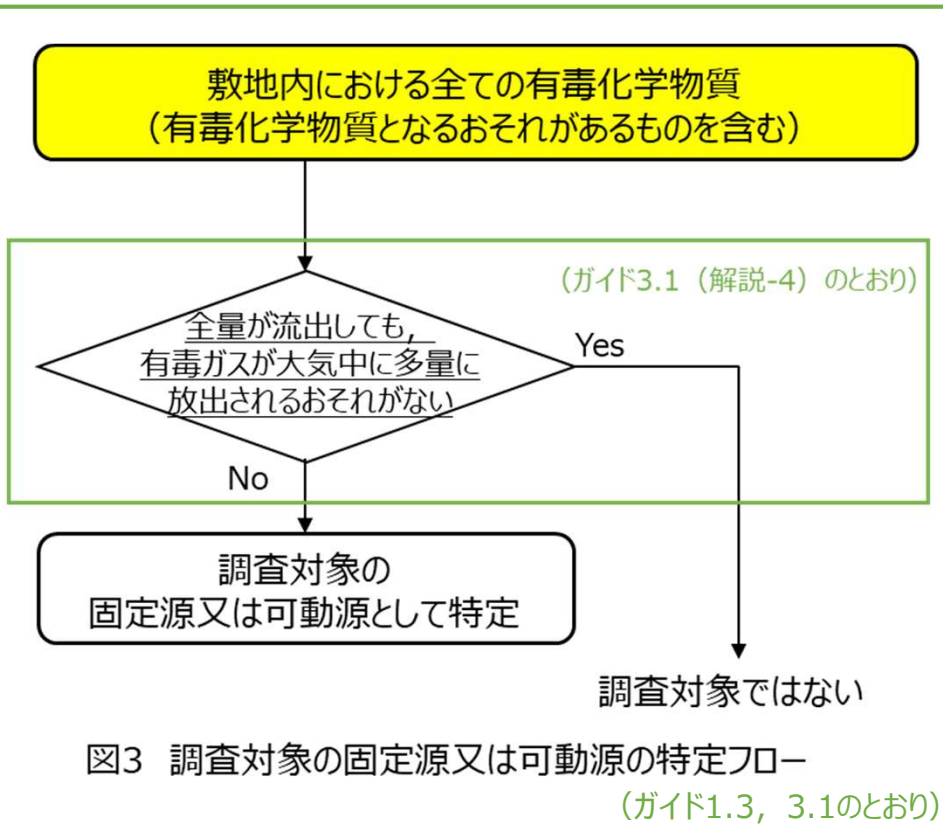 敷地内における全ての有毒化学物質
（有毒化学物質となるおそれがあるものを含む）
（ガイド3.1（解説-4）のとおり）
全量が流出しても，
有毒ガスが大気中に多量に
放出されるおそれがない
Yes
No
調査対象の
固定源又は可動源として特定
調査対象ではない
図3　調査対象の固定源又は可動源の特定フロー
（ガイド1.3，3.1のとおり）